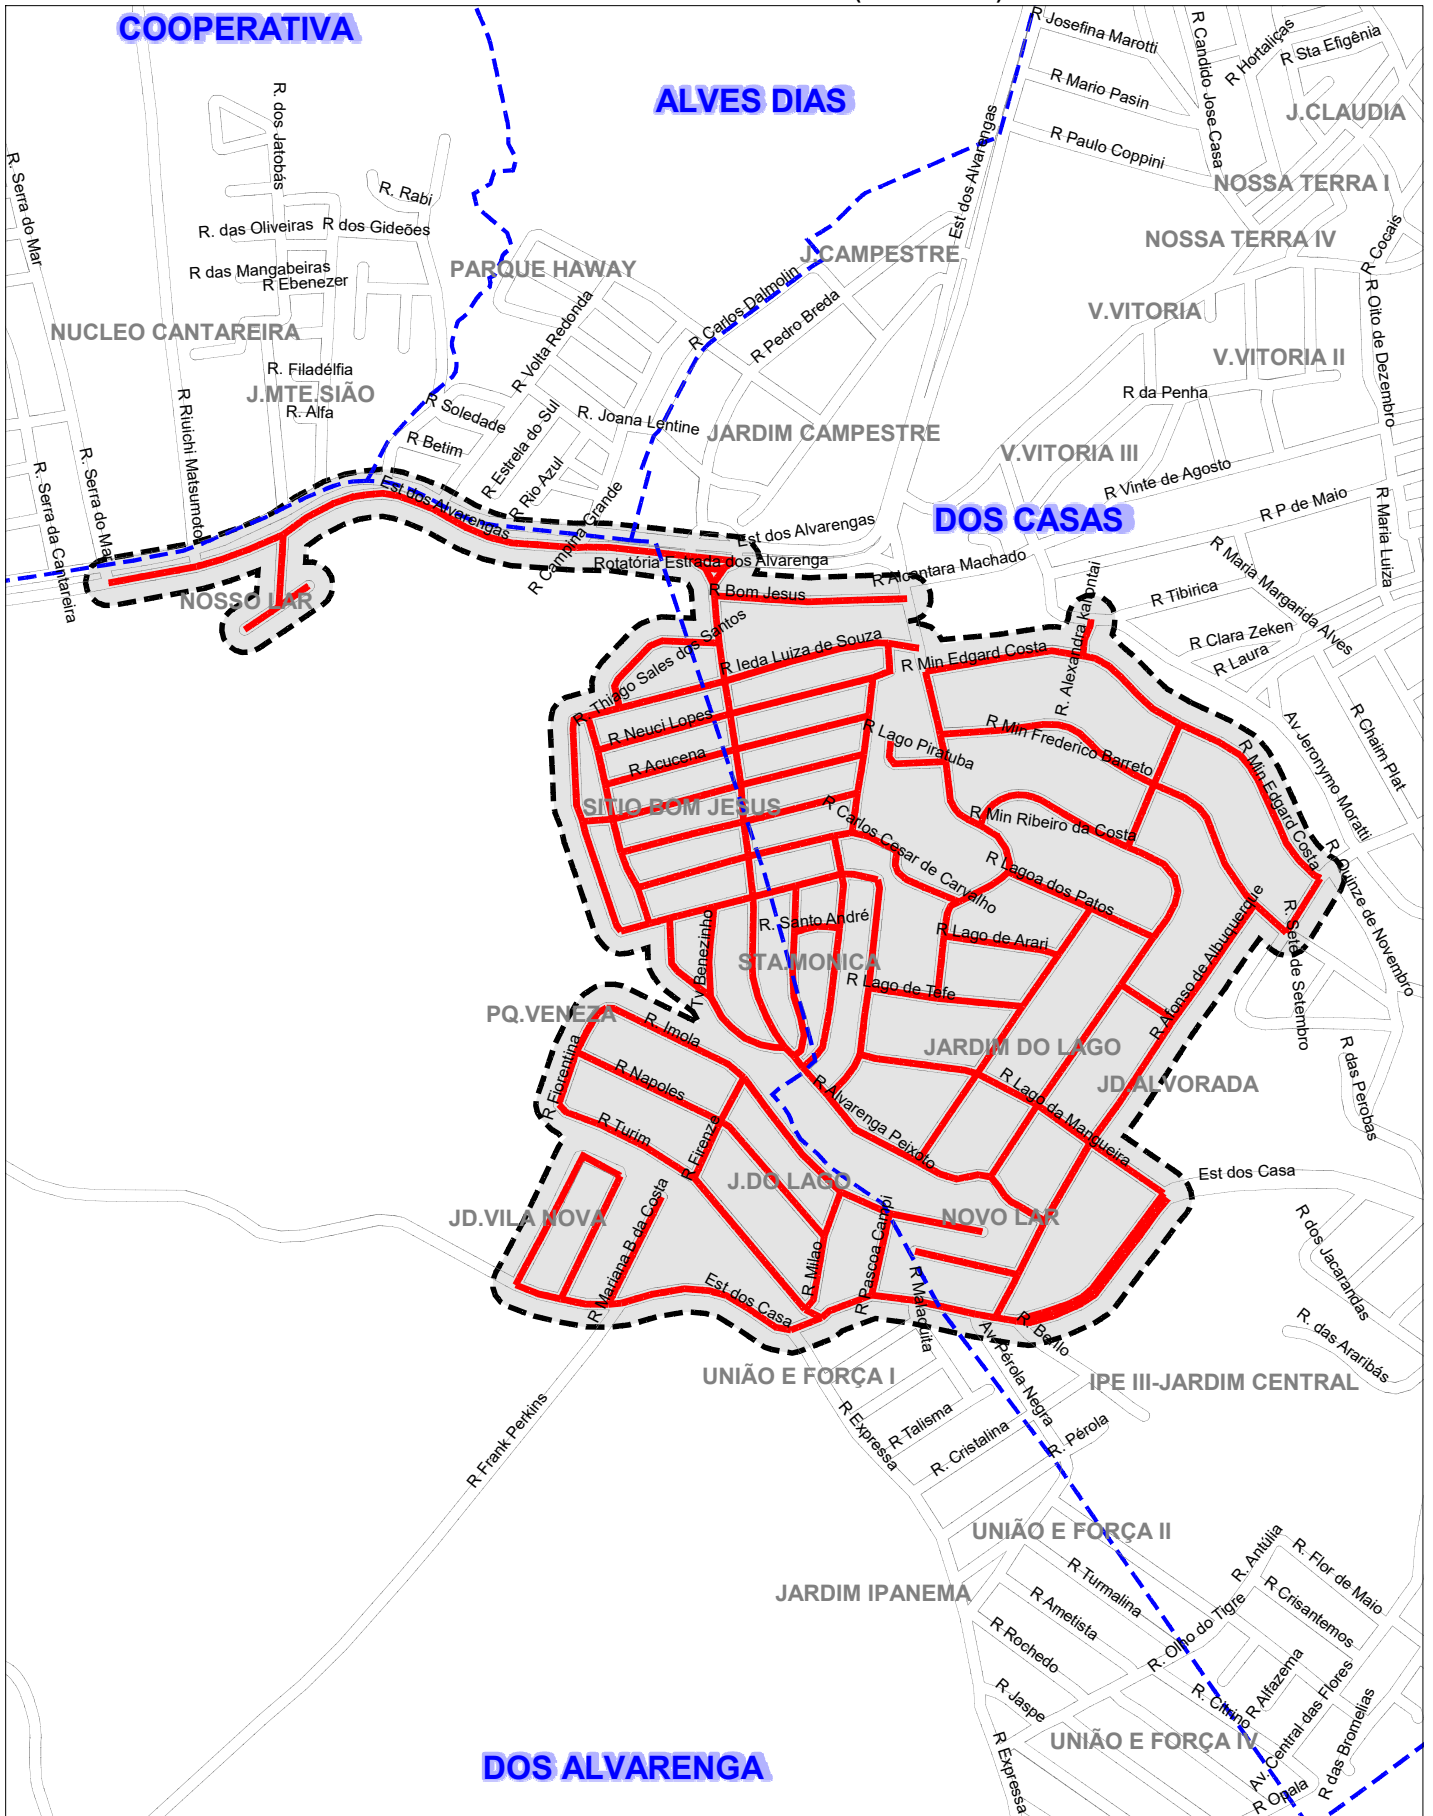 COOPERATIVA
ALVES DIAS
R Josefina Marotti
R Candido Jose Casa
R Hortaliças
R Sta Efigênia
R Mario Pasin
J.CLAUDIA
R Paulo Coppini
NOSSA TERRA I
R. dos Jatobás
R. Serra do Mar
R. Rabi
Est dos Alvarengas
R. das Oliveiras
R dos Gideões
NOSSA TERRA IV
R Cocais
J.CAMPESTRE
PARQUE HAWAY
R das Mangabeiras
R Ebenezer
R Carlos Dalmolin
R Pedro Breda
R Volta Redonda
V.VITORIA
R Oito de Dezembro
NUCLEO CANTAREIRA
V.VITORIA II
R. Filadélfia
J.MTE.SIÃO
R. Alfa
R Soledade
R. Joana Lentine
R da Penha
R Riuichi Matsumoto
R Betim
R Estrela do Sul
JARDIM CAMPESTRE
V.VITORIA III
R. Serra do Mar
R. Serra da Cantareira
R Rio Azul
R Vinte de Agosto
R P de Maio
R Maria Luiza
Est dos Alvarengas
R Campina Grande
DOS CASAS
Est dos Alvarengas
Rotatória Estrada dos Alvarenga
R Alcantara Machado
R Maria Margarida Alves
R Tibirica
NOSSO LAR
R Bom Jesus
R. Alexandra kalontai
R Clara Zeken
R Laura
R. Thiago Sales dos Santos
R Ieda Luiza de Souza
R Min Edgard Costa
R Neuci Lopes
R Lago Piratuba
R Min Frederico Barreto
R Min Edgard Costa
Av Jeronymo Moratti
R Chaim Plat
R Acucena
SITIO BOM JESUS
R Carlos Cesar de Carvalho
R Min Ribeiro da Costa
R Lagoa dos Patos
R. Quinze de Novembro
R. Santo André
Tv Benezinho
R Lago de Arari
R. Sete de Setembro
R Afonso de Albuquerque
STA.MONICA
R Lago de Tefe
PQ.VENEZA
R. Imola
JARDIM DO LAGO
R Fiorentina
R Napoles
R Turim
R Firenze
R Alvarenga Peixoto
R Lago da Mangueira
JD.ALVORADA
R das Perobas
J.DO LAGO
Est dos Casa
JD.VILA NOVA
R Mariana B da Costa
R Milao
R. Pascoa Campi
NOVO LAR
R dos Jacarandas
Est dos Casa
R Malaquita
R. Berilo
Av. Pérola Negra
R. das Araribás
UNIÃO E FORÇA I
IPE III-JARDIM CENTRAL
R Expressa
R Talisma
R. Cristalina
R. Pérola
R Frank Perkins
UNIÃO E FORÇA II
R. Antúlia
R. Flor de Maio
R Turmalina
R Crisantemos
JARDIM IPANEMA
R Ametista
R. Olho do Tigre
R Rochedo
R. Citrino
R Alfazema
R Jaspe
Av. Central das Flores
R das Bromelias
UNIÃO E FORÇA IV
R Expressa
R Opala
DOS ALVARENGA